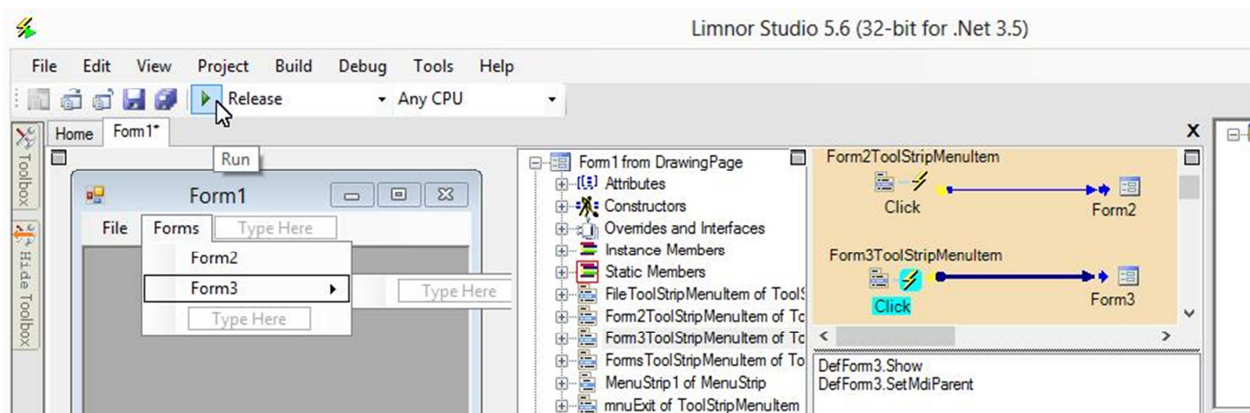 Limnor Studio 5.6 (32-bit for .Net 3.5)
File Edit View Project Build Debug Tools Help
Release Any CPU
Home Form1* X
Run
Toolbox
Hide Toolbox
Form1
File Forms Type Here
Form2
Form3 Type Here
Type Here
Form1 from DrawingPage
Attributes
Constructors
Overrides and Interfaces
Instance Members
Static Members
FileToolStripMenuItem of Tools
Form2ToolStripMenuItem of To
Form3ToolStripMenuItem of To
FormsToolStripMenuItem of To
MenuStrip1 of MenuStrip
mnuExit of ToolStripMenuItem
Form2ToolStripMenuItem
Click Form2
Form3ToolStripMenuItem
Click Form3
DefForm3.Show
DefForm3.SetMdiParent